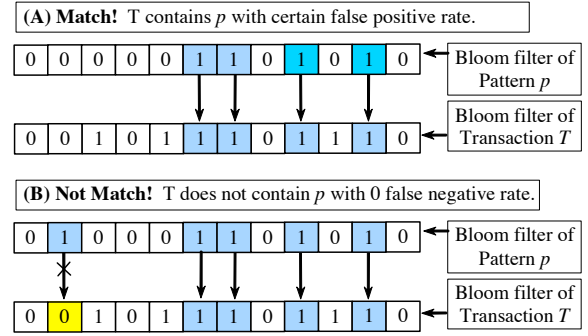 (A) Match! T contains p with certain false positive rate.
0 0 0 0 0 1 1 0 1 0 1 0
Bloom filter of
Pattern p
0 0 1 0 1 1 1 0 1 1 1 0
Bloom filter of
Transaction T
(B) Not Match! T does not contain p with 0 false negative rate.
0 1 0 0 0 1 1 0 1 0 1 0
Bloom filter of
Pattern p
0 0 1 0 1 1 1 0 1 1 1 0
Bloom filter of
Transaction T